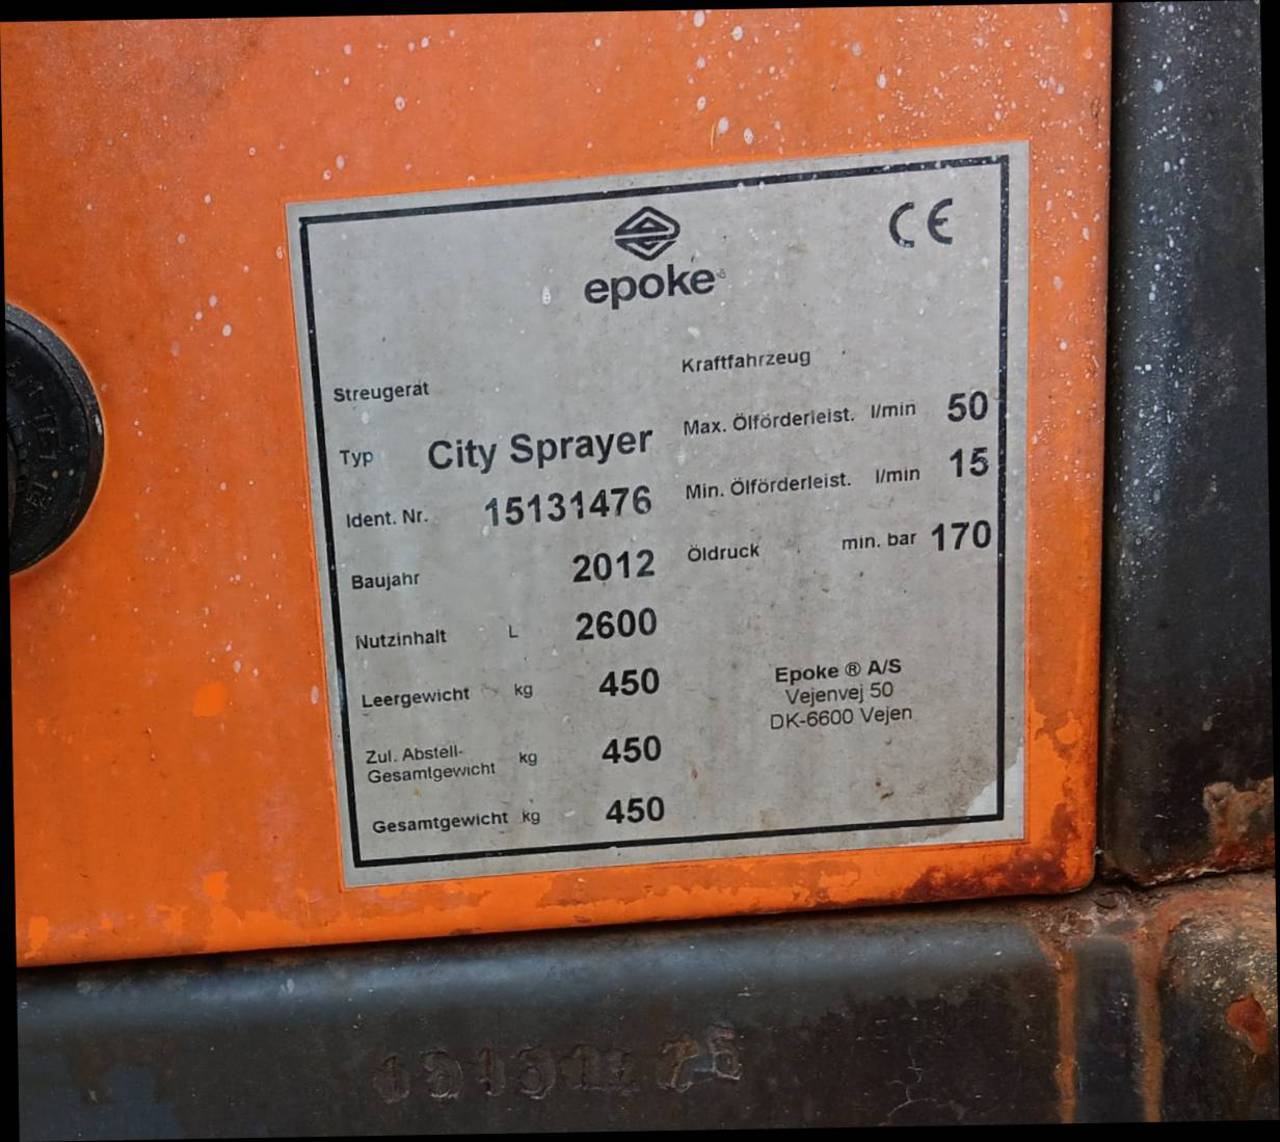 CE
epoke®
Streugerät
Typ City Sprayer
Ident. Nr. 15131476
Baujahr 2012
Nutzinhalt L 2600
Leergewicht kg 450
Zul. Abstell-
Gesamtgewicht kg 450
Gesamtgewicht kg 450
Kraftfahrzeug
Max. Ölförderleist. l/min 50
Min. Ölförderleist. l/min 15
Öldruck min. bar 170
Epoke ® A/S
Vejenvej 50
DK-6600 Vejen
15131476